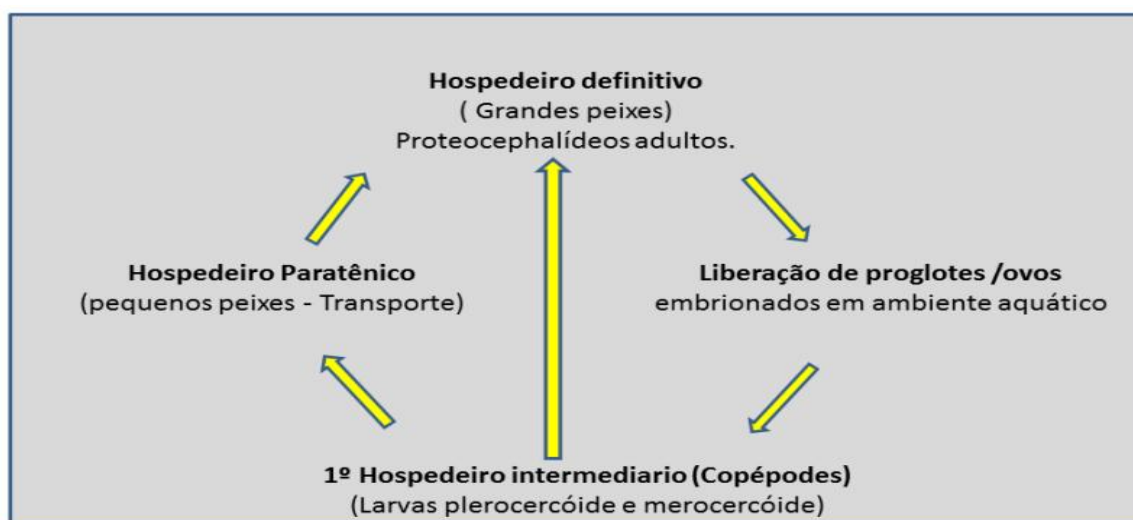 Hospedeiro definitivo
( Grandes peixes)
Proteocephalídeos adultos.
Hospedeiro Paratênico
(pequenos peixes - Transporte)
Liberação de proglotes /ovos
embrionados em ambiente aquático
1º Hospedeiro intermediario (Copépodes)
(Larvas plerocercóide e merocercóide)